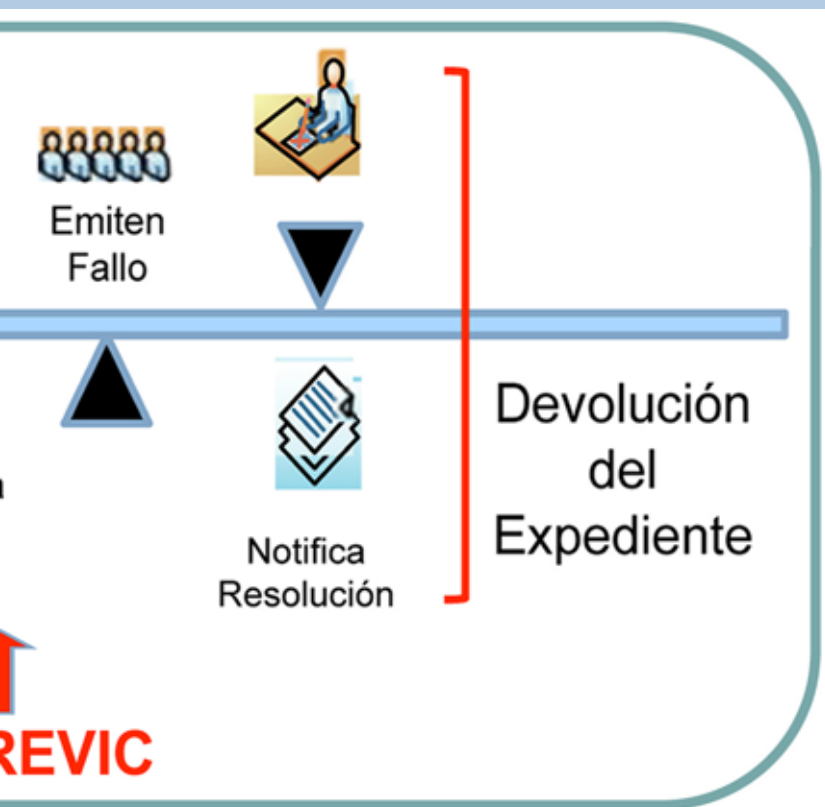 Emiten
Fallo
Devolución
del
Expediente
Notifica
Resolución
REVIC